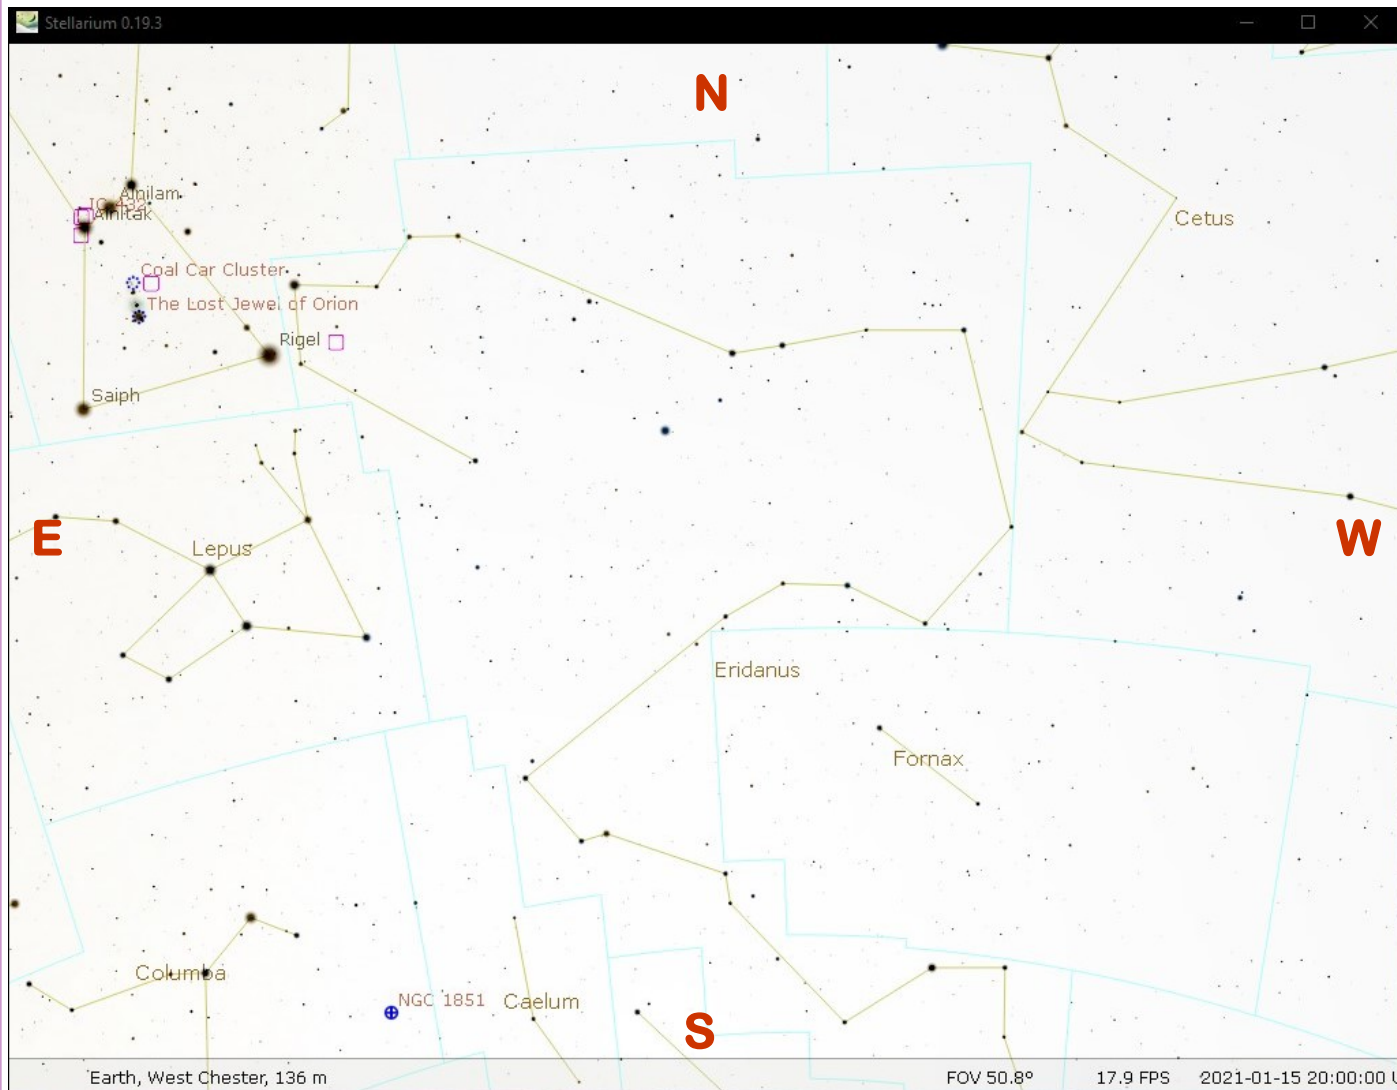 Stellarium 0.19.3
N
Alnilam
IC 432
Alnitak
Cetus
Coal Car Cluster
The Lost Jewel of Orion
Rigel
Saiph
E
W
Lepus
Eridanus
Fornax
Columba
NGC 1851
Caelum
S
Earth, West Chester, 136 m
FOV 50.8°
17.9 FPS
2021-01-15 20:00:00 U